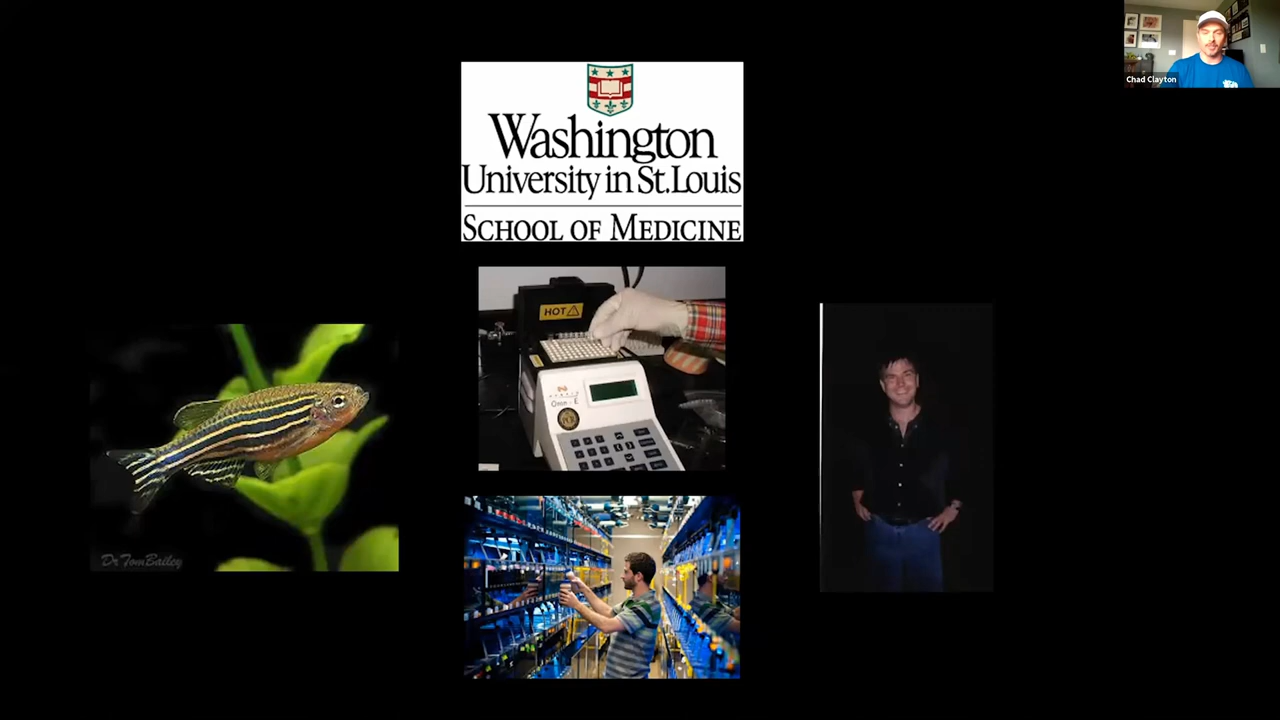 Chad Clayton
Washington
University in St. Louis
SCHOOL OF MEDICINE
HOT
Dr Tom Bailey